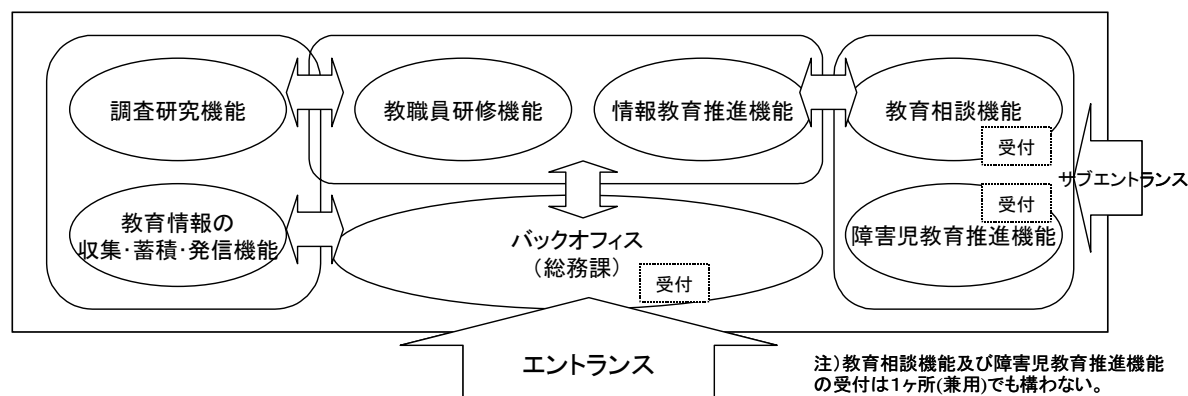 調査研究機能
教職員研修機能
情報教育推進機能
教育相談機能
受付
サブエントランス
教育情報の
収集・蓄積・発信機能
バックオフィス
(総務課)
受付
受付
障害児教育推進機能
エントランス
注)教育相談機能及び障害児教育推進機能
の受付は1ヶ所(兼用)でも構わない。